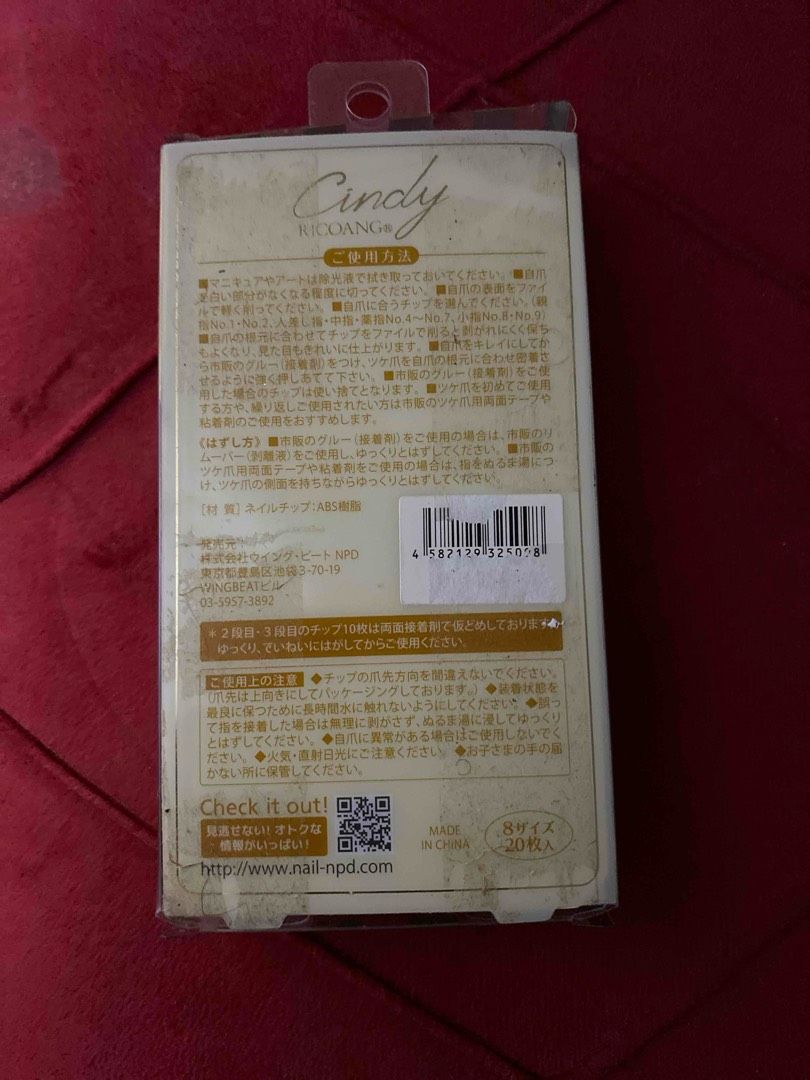 Cindy
RICOANG®
ご使用方法
■マニキュアやアートは除光液で拭き取っておいてください。■自爪
を白い部分がなくなる程度に切ってください。■自爪の表面をファイ
ルで軽く削ってください。■自爪に合うチップを選んでください。(親
指No.1・No.2、人差し指・中指・薬指No.4〜No.7、小指No.8・No.9)
■自爪の根元に合わせてチップをファイルで削ると剥がれにくく保ち
もよくなり、見た目もきれいに仕上がります。■自爪をキレイにしてか
ら市販のグルー(接着剤)をつけ、ツケ爪を自爪の根元に合わせ密着さ
せるように強く押しあてて下さい。■市販のグルー(接着剤)をご使
用した場合のチップは使い捨てとなります。■ツケ爪を初めてご使用
する方や、繰り返しご使用されたい方は市販のツケ爪用両面テープや
粘着剤のご使用をおすすめします。
《はずし方》■市販のグルー(接着剤)をご使用の場合は、市販のリ
ムーバー(剥離液)をご使用し、ゆっくりとはずしてください。■市販の
ツケ爪用両面テープや粘着剤をご使用の場合は、指をぬるま湯につ
け、ツケ爪の側面を持ちながらゆっくりとはずしてください。
[材 質] ネイルチップ:ABS樹脂
発売元
株式会社ウイング・ビート NPD
東京都豊島区池袋3-70-19
WINGBEATビル
03-5957-3892
4 582129 325028
＊2段目・3段目のチップ10枚は両面接着剤で仮どめしております。
ゆっくり、ていねいにはがしてからご使用ください。
ご使用上の注意 ◆チップの爪先方向を間違えないでください。
(爪先は上向きにしてパッケージングしております。)◆装着状態を
最良に保つために長時間水に触れないようにしてください。◆誤っ
て指を接着した場合は無理に剥がさず、ぬるま湯に浸してゆっくり
とはずしてください。◆自爪に異常がある場合はご使用しないでく
ださい。◆火気・直射日光にご注意ください。◆お子さまの手の届
かない所に保管してください。
Check it out!
見逃せない！オトクな
情報がいっぱい！
http://www.nail-npd.com
MADE
IN CHINA
8サイズ
20枚入